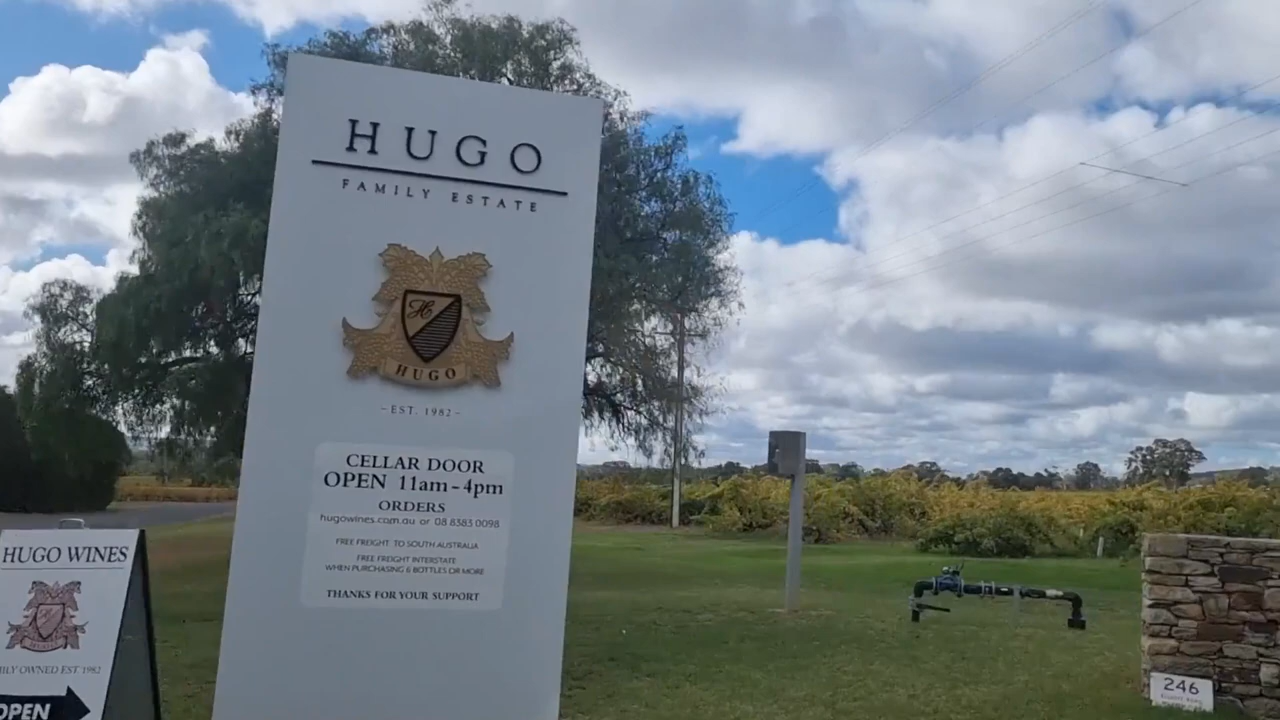 HUGO
FAMILY ESTATE
H
HUGO
-EST. 1982-
CELLAR DOOR
OPEN 11am-4pm
ORDERS
hugowines.com.au or 08 8383 0098
FREE FREIGHT TO SOUTH AUSTRALIA
FREE FREIGHT INTERSTATE
WHEN PURCHASING 6 BOTTLES OR MORE
THANKS FOR YOUR SUPPORT
HUGO WINES
OWNED EST. 1982
OPEN
246